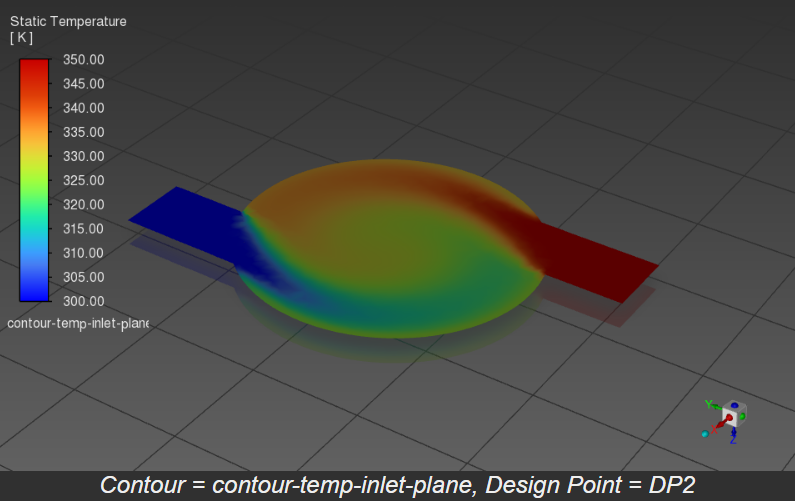 Static Temperature
[ K ]
350.00
345.00
340.00
335.00
330.00
325.00
320.00
315.00
310.00
305.00
300.00
contour-temp-inlet-plane
Y
Z
Contour = contour-temp-inlet-plane, Design Point = DP2